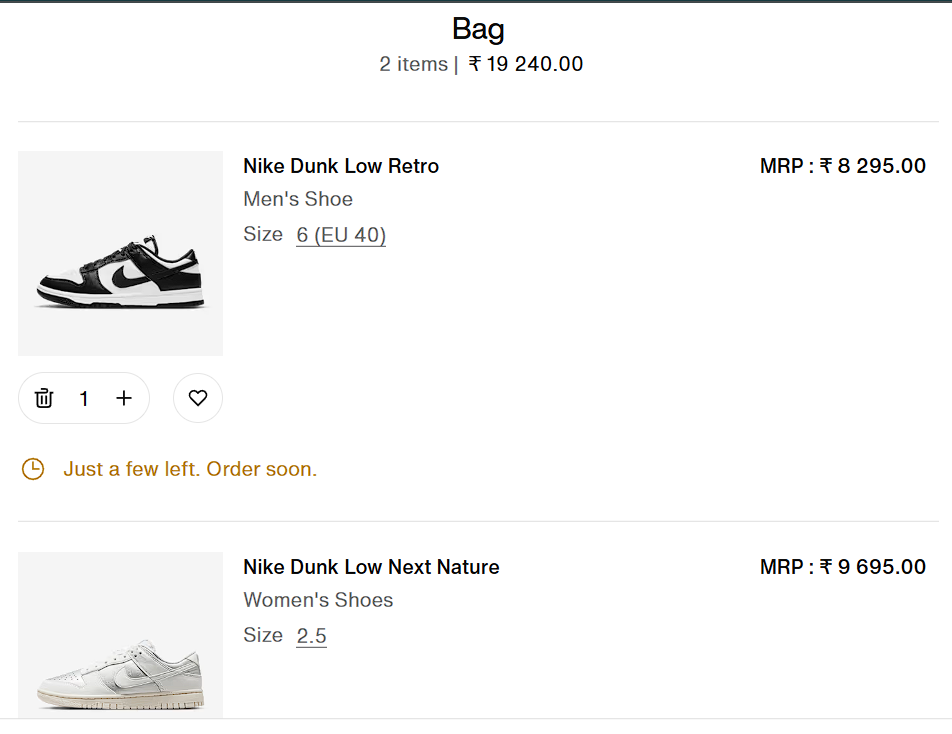 Bag
2 items | ₹ 19 240.00
Nike Dunk Low Retro
MRP : ₹ 8 295.00
Men's Shoe
Size 6 (EU 40)
1
Just a few left. Order soon.
Nike Dunk Low Next Nature
MRP : ₹ 9 695.00
Women's Shoes
Size 2.5